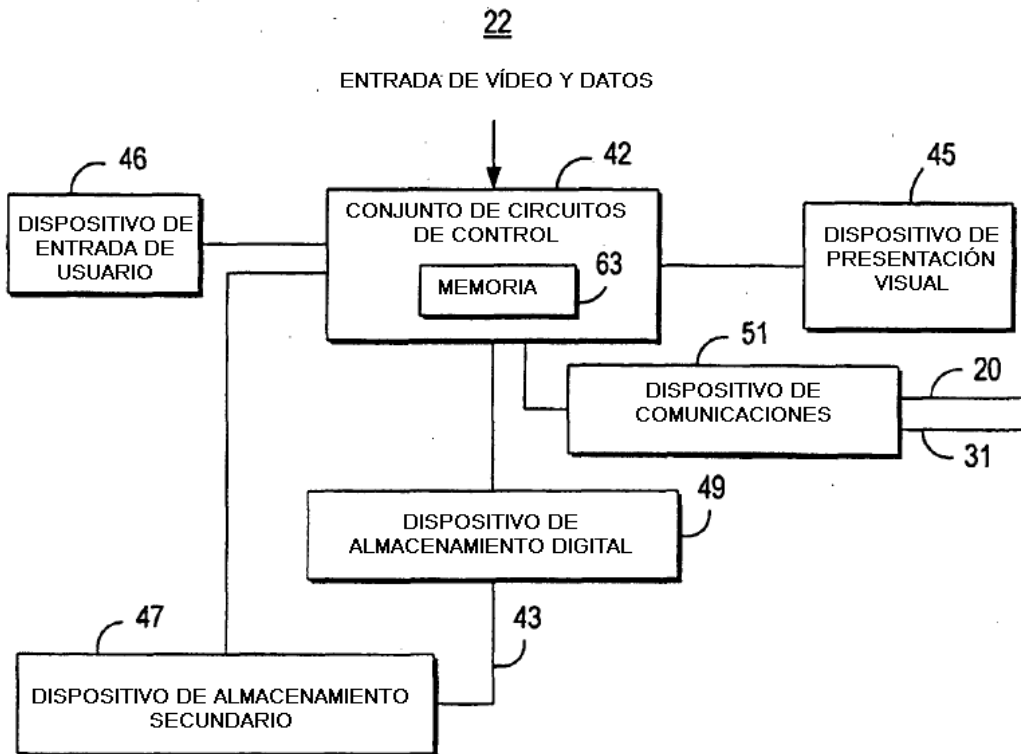 22
ENTRADA DE VÍDEO Y DATOS
46
42
45
DISPOSITIVO DE
ENTRADA DE
USUARIO
CONJUNTO DE CIRCUITOS
DE CONTROL
63
MEMORIA
DISPOSITIVO DE
PRESENTACIÓN
VISUAL
51
DISPOSITIVO DE
COMUNICACIONES
20
31
49
DISPOSITIVO DE
ALMACENAMIENTO DIGITAL
47
43
DISPOSITIVO DE ALMACENAMIENTO
SECUNDARIO